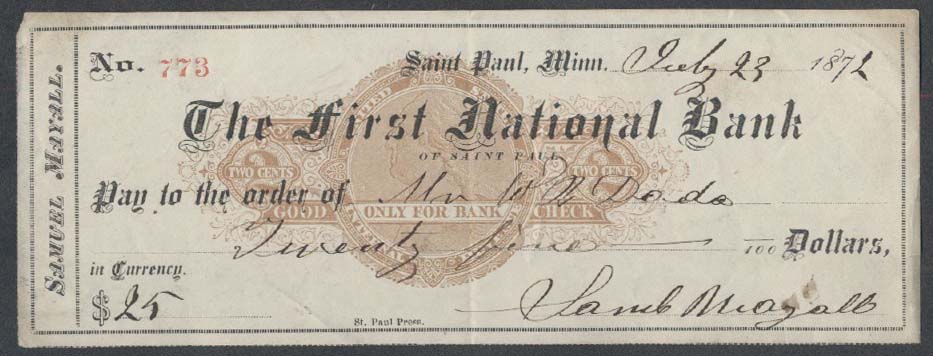 SAMUEL MAYALL.
No. 773 Saint Paul, Minn. July 23 1872
The First National Bank
OF SAINT PAUL
TWO CENTS TWO CENTS
Pay to the order of Mr W B Dodd
GOOD ONLY FOR BANK CHECK
Twenty five 100 Dollars,
in Currency.
$25 Saml Mayall
St. Paul Press.